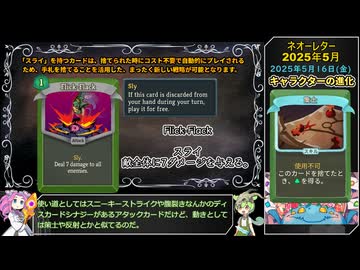 「スライ」を持つカードは、捨てられた時にコスト不要で自動的にプレイされる
ため、手札を捨てることを活用した、まったく新しい戦略が可能となります。
1
Flick-Flack
Attack
Sly.
Deal 7 damage to all
enemies.
Sly
If this card is discarded from
your hand during your turn,
play it for free.
Flick-Flack
スライ
敵全体に7ダメージを与える。
ネオーレター
2025年5月
2025年5月16日(金)
キャラクターの進化
策士
スキル
使用不可
このカードを捨てたとき、
を得る。
使い道としてはスニーキーストライクや腹裂きなんかのディ
スカードシナジーがあるアタックカードだけど、動きとして
は策士や反射とかと似てるのだ。